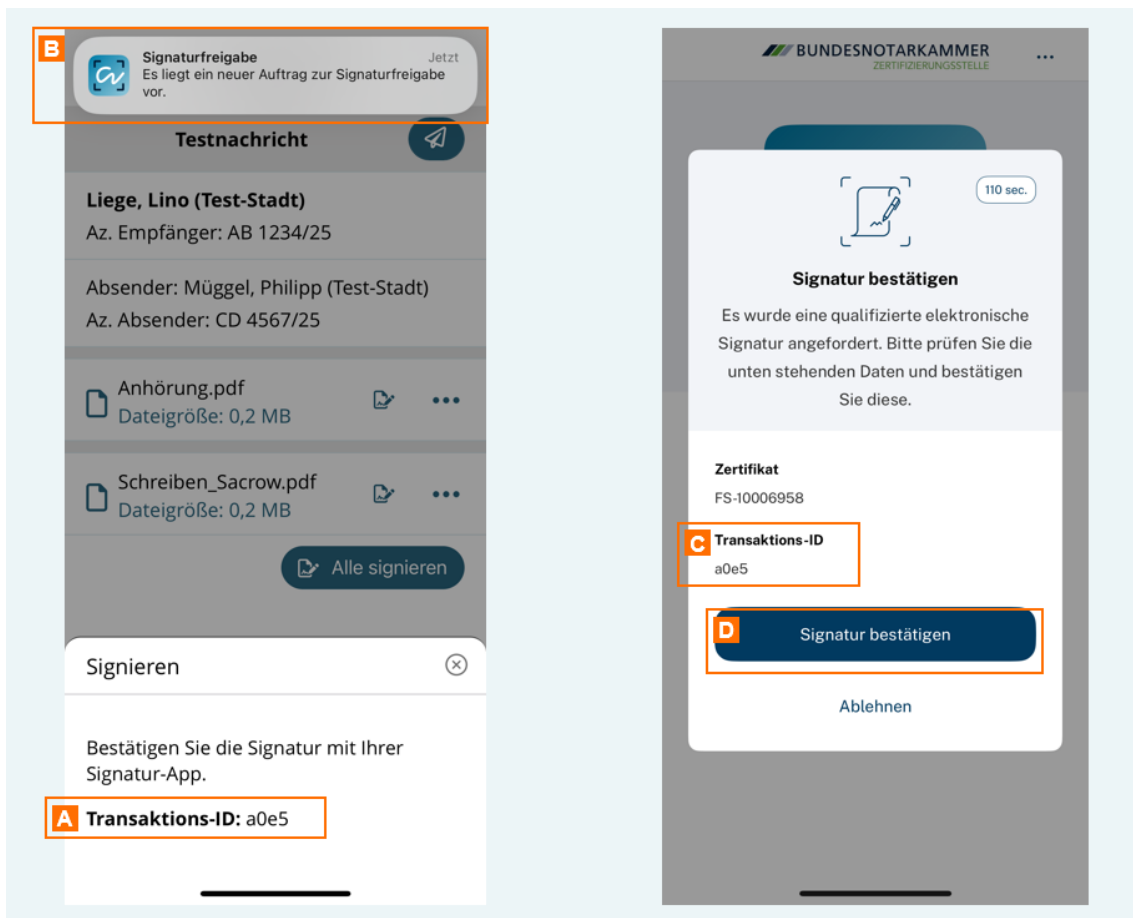 B
Signaturfreigabe Jetzt
Es liegt ein neuer Auftrag zur Signaturfreigabe
vor.
Testnachricht
Liege, Lino (Test-Stadt)
Az. Empfänger: AB 1234/25
Absender: Müggel, Philipp (Test-Stadt)
Az. Absender: CD 4567/25
Anhörung.pdf
Dateigröße: 0,2 MB
Schreiben_Sacrow.pdf
Dateigröße: 0,2 MB
Alle signieren
Signieren
Bestätigen Sie die Signatur mit Ihrer
Signatur-App.
A Transaktions-ID: a0e5
BUNDESNOTARKAMMER
ZERTIFIZIERUNGSSTELLE
110 sec.
Signatur bestätigen
Es wurde eine qualifizierte elektronische
Signatur angefordert. Bitte prüfen Sie die
unten stehenden Daten und bestätigen
Sie diese.
Zertifikat
FS-10006958
C Transaktions-ID
a0e5
D Signatur bestätigen
Ablehnen